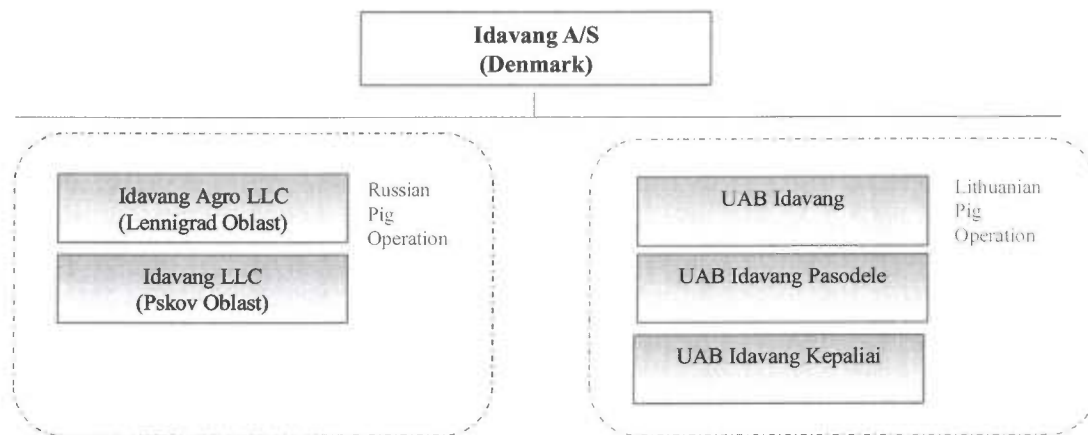 Idavang A/S
(Denmark)
Idavang Agro LLC
(Lennigrad Oblast)
Russian
Pig
Operation
Idavang LLC
(Pskov Oblast)
UAB Idavang
Lithuanian
Pig
Operation
UAB Idavang Pasodele
UAB Idavang Kepaliai